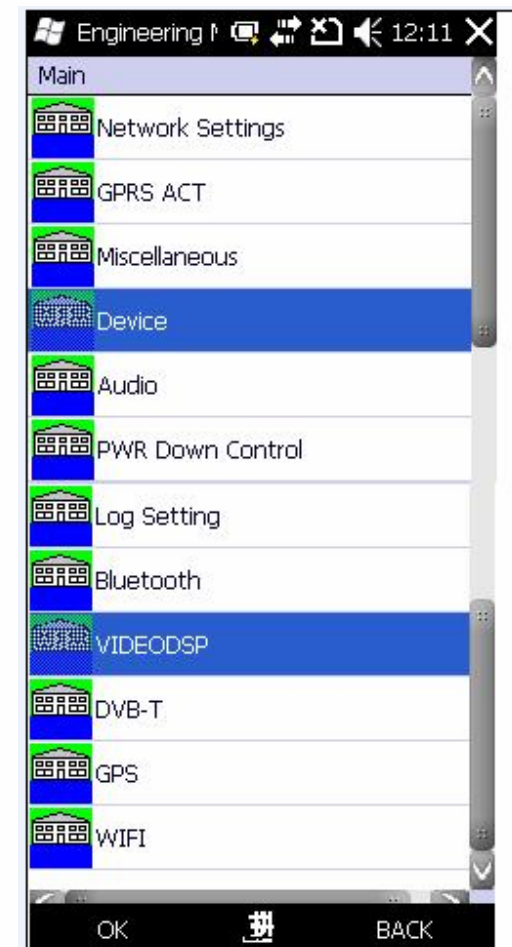 Engineering M
12:11
Main
Network Settings
GPRS ACT
Miscellaneous
Device
Audio
PWR Down Control
Log Setting
Bluetooth
VIDEODSP
DVB-T
GPS
WIFI
OK
拼
BACK